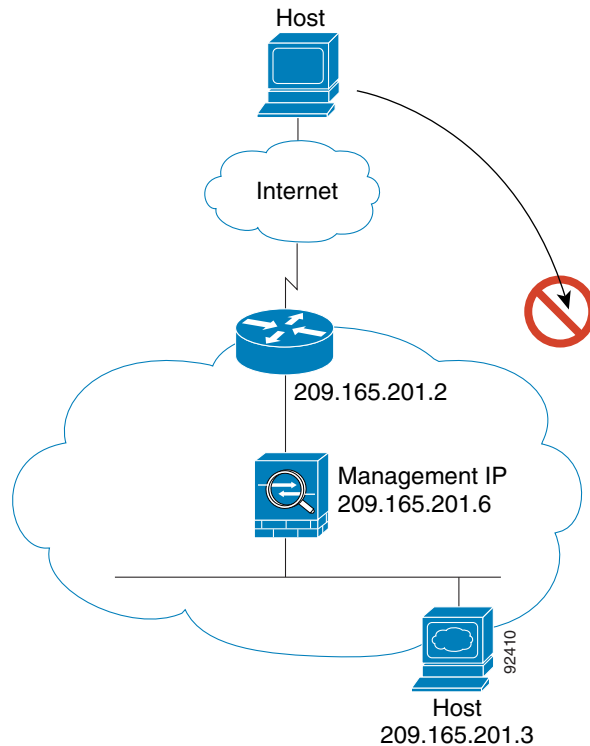 Host
Internet
209.165.201.2
Management IP
209.165.201.6
92410
Host
209.165.201.3